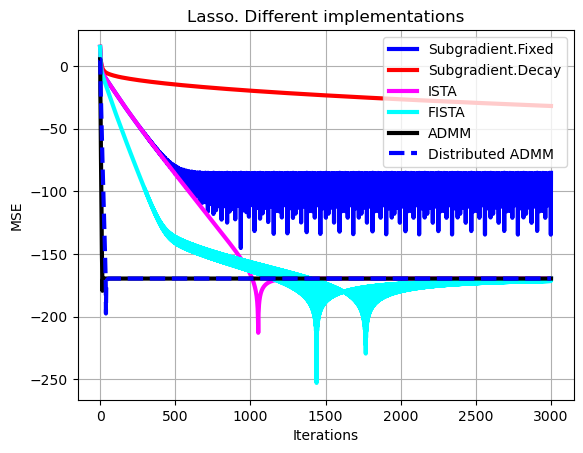 Lasso. Different implementations
Subgradient.Fixed
Subgradient.Decay
ISTA
FISTA
ADMM
Distributed ADMM
MSE
0
−50
−100
−150
−200
−250
0
500
1000
1500
2000
2500
3000
Iterations